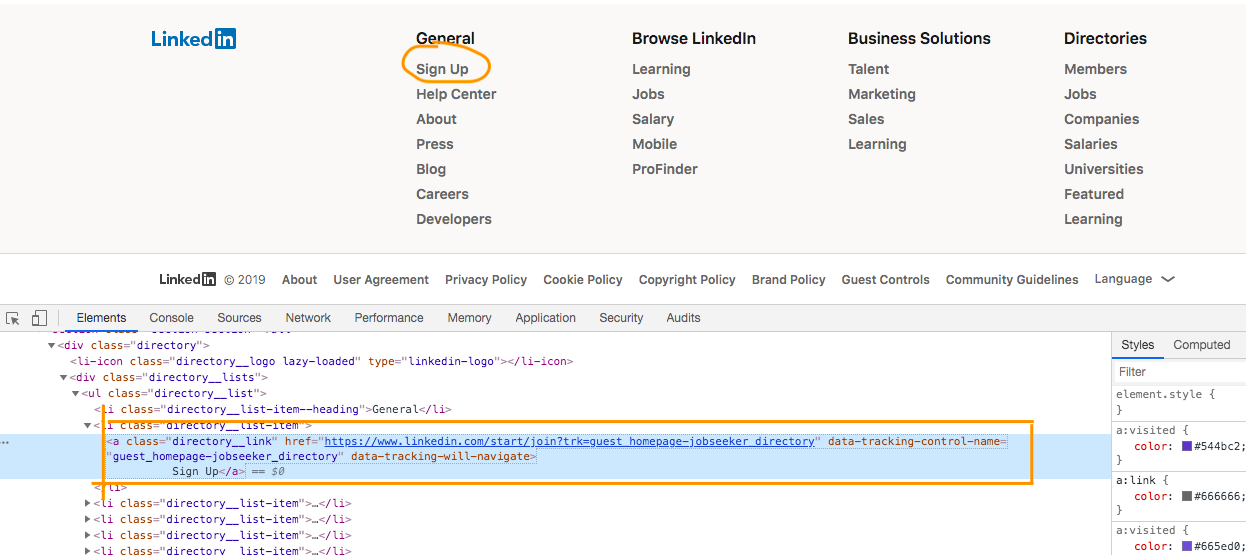 LinkedIn General Browse LinkedIn Business Solutions Directories
Sign Up Learning Talent Members
Help Center Jobs Marketing Jobs
About Salary Sales Companies
Press Mobile Learning Salaries
Blog ProFinder Universities
Careers Featured
Developers Learning
LinkedIn © 2019 About User Agreement Privacy Policy Cookie Policy Copyright Policy Brand Policy Guest Controls Community Guidelines Language
Elements Console Sources Network Performance Memory Application Security Audits
<div class="directory">
<li-icon class="directory__logo lazy-loaded" type="linkedin-logo"></li-icon>
<div class="directory__lists">
<ul class="directory__list">
<li class="directory__list-item--heading">General</li>
<li class="directory__list-item">
<a class="directory__link" href="https://www.linkedin.com/start/join?trk=guest_homepage-jobseeker_directory" data-tracking-control-name=
"guest_homepage-jobseeker_directory" data-tracking-will-navigate>
Sign Up</a> == $0
</li>
<li class="directory__list-item">…</li>
<li class="directory__list-item">…</li>
<li class="directory__list-item">…</li>
<li class="directory__list-item">…</li>
Styles Computed
Filter
element.style {
}
a:visited {
color: #544bc2;
}
a:link {
color: #666666;
}
a:visited {
color: #665ed0;